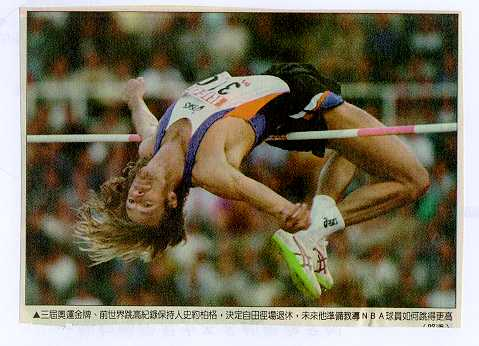 asics
▲三屆奧運金牌、前世界跳高紀錄保持人史約柏格，決定自田徑場退休，未來他準備教導NBA球員如何跳得更高